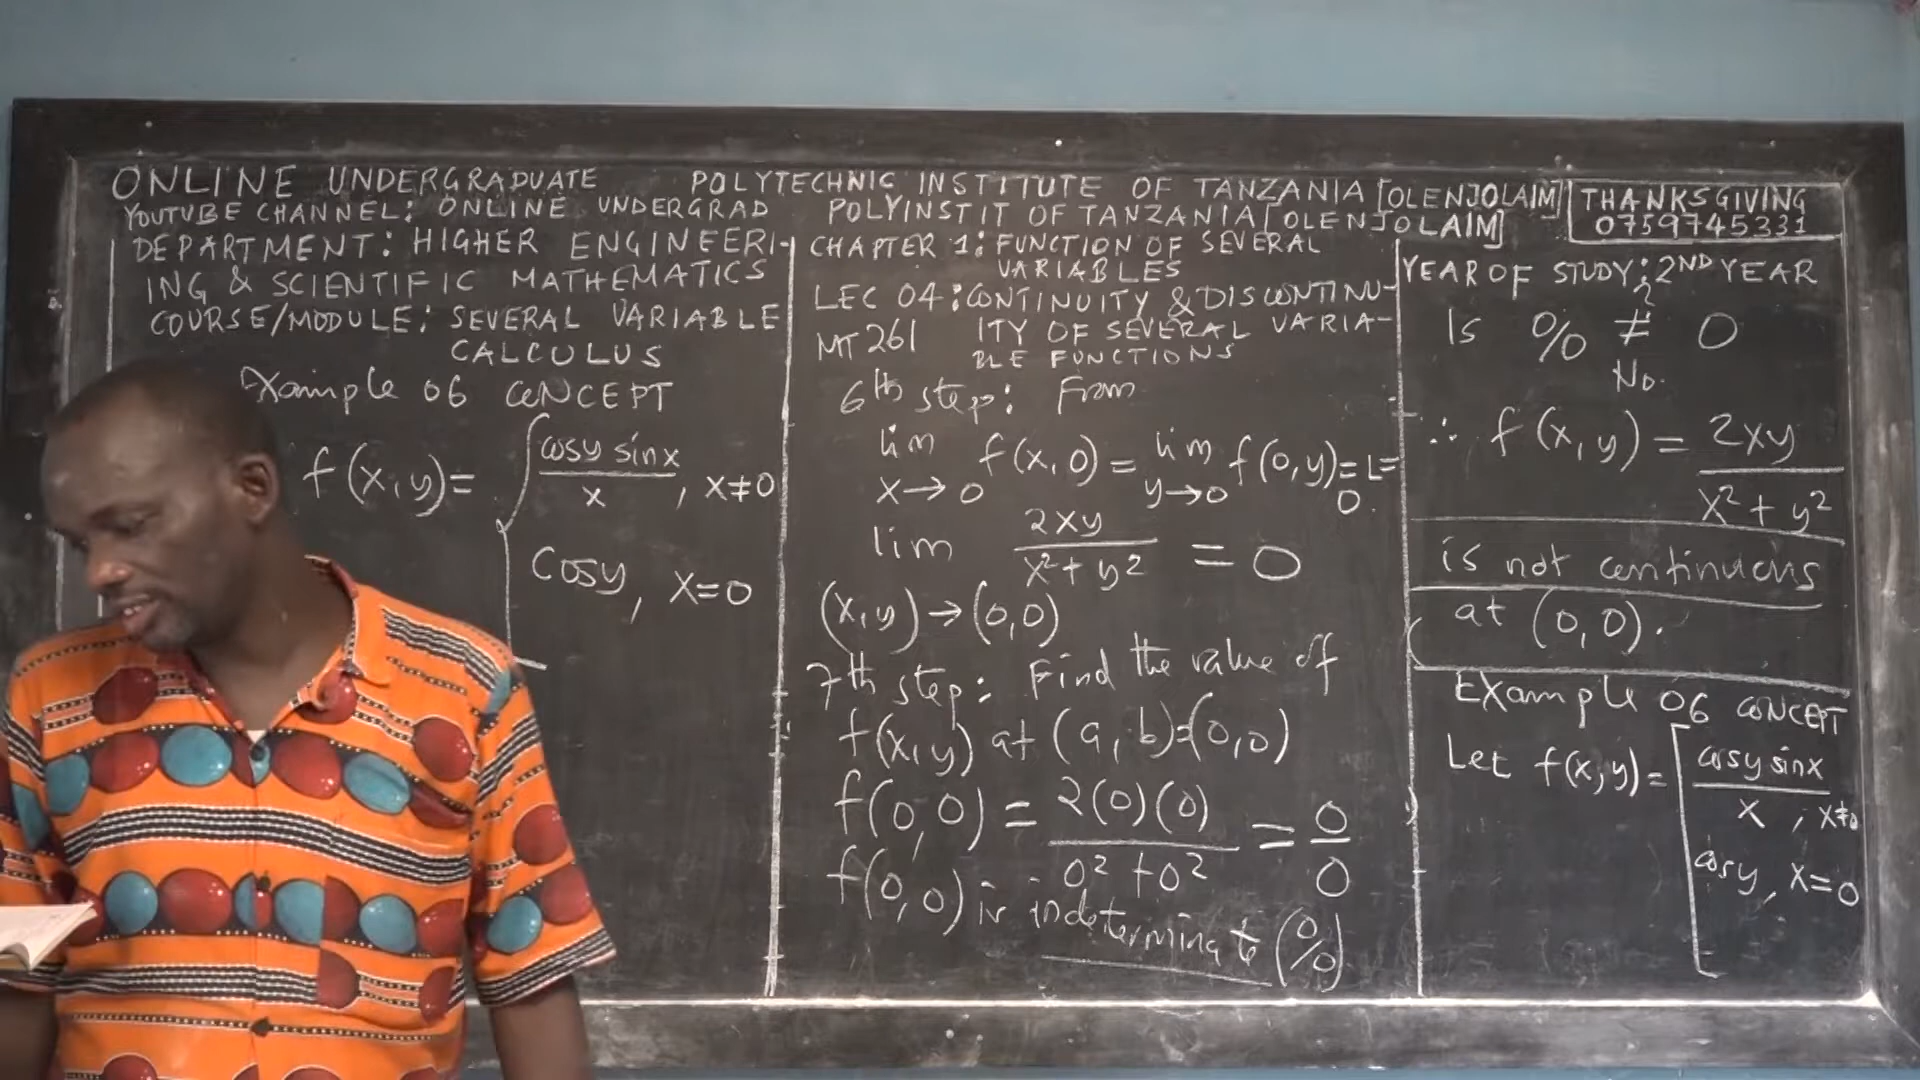 ONLINE UNDERGRADUATE POLYTECHNIC INSTITUTE OF TANZANIA [OLENJOLAIM]
YOUTUBE CHANNEL: ONLINE UNDERGRAD POLYINSTIT OF TANZANIA [OLENJOLAIM]
THANKSGIVING
0759745331
DEPARTMENT: HIGHER ENGINEERI-
ING & SCIENTIFIC MATHEMATICS
COURSE/MODULE: SEVERAL VARIABLE
CALCULUS
Example 06 CONCEPT
f(x,y)= { cosy sinx / x , x≠0
cosy, x=0
CHAPTER 1: FUNCTION OF SEVERAL
VARIABLES
LEC 04: CONTINUITY & DISCONTINU-
MT 261 ITY OF SEVERAL VARIA-
BLE FUNCTIONS
6th step: From
lim x→0 f(x,0) = lim y→0 f(0,y) = L = 0.
lim 2xy / x²+y² = 0
(x,y)→(0,0)
7th step: Find the value of
f(x,y) at (a,b)=(0,0)
f(0,0) = 2(0)(0) / 0²+0² = 0/0
f(0,0) is indeterminate (0/0)
YEAR OF STUDY: 2ND YEAR
?
Is 0/0 ≠ 0
No.
∴ f(x,y) = 2xy / x²+y²
is not continuous
at (0,0).
Example 06 CONCEPT
Let f(x,y)= [ cosy sinx / x , x≠0
cosy, x=0